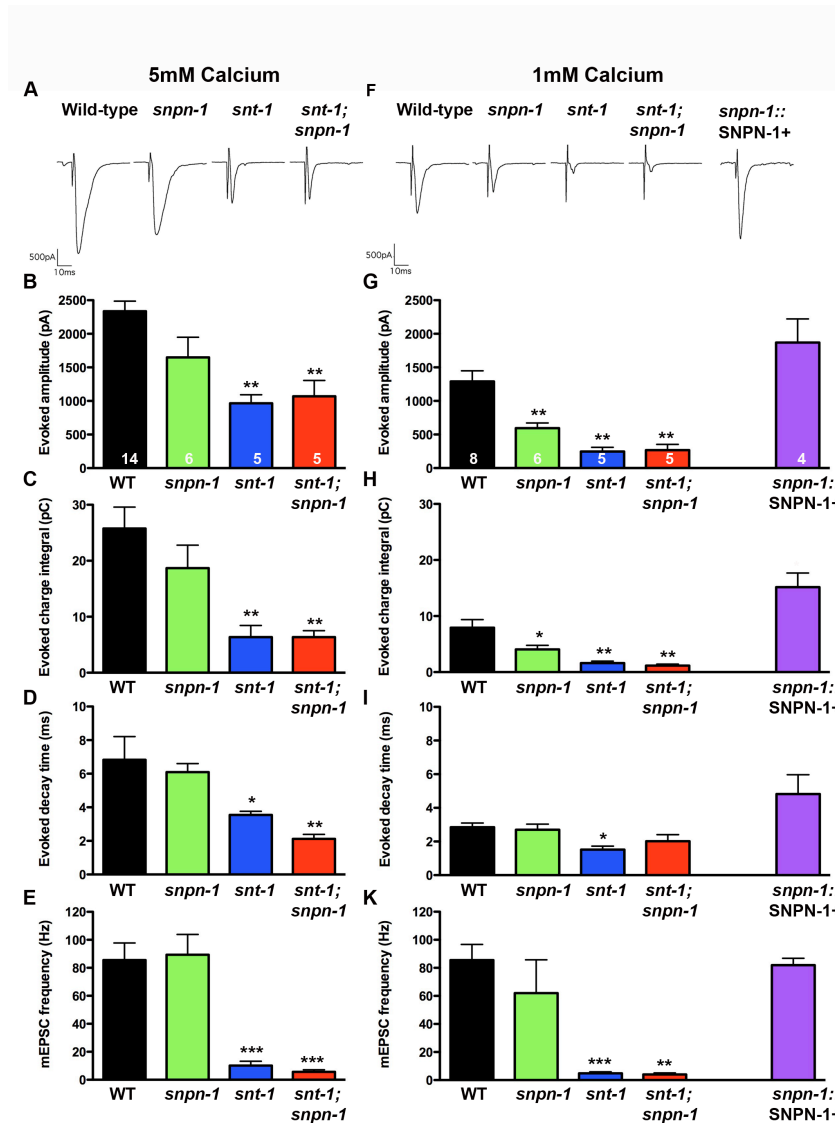 5mM Calcium
A
Wild-type snpn-1 snt-1 snt-1;
snpn-1
500pA
10ms
B
Evoked amplitude (pA)
2500
2000
1500
1000
500
0
** **
14 6 5 5
WT snpn-1 snt-1 snt-1;
snpn-1
C
Evoked charge integral (pC)
30
20
10
0
** **
WT snpn-1 snt-1 snt-1;
snpn-1
D
Evoked decay time (ms)
10
8
6
4
2
0
* **
WT snpn-1 snt-1 snt-1;
snpn-1
E
mEPSC frequency (Hz)
120
100
80
60
40
20
0
*** ***
WT snpn-1 snt-1 snt-1;
snpn-1
1mM Calcium
F
Wild-type snpn-1 snt-1 snt-1;
snpn-1
snpn-1::
SNPN-1+
500pA
10ms
G
Evoked amplitude (pA)
2500
2000
1500
1000
500
0
** ** **
8 6 5 5 4
WT snpn-1 snt-1 snt-1;
snpn-1
snpn-1::
SNPN-1+
H
Evoked charge integral (pC)
30
20
10
0
* ** **
WT snpn-1 snt-1 snt-1;
snpn-1
snpn-1::
SNPN-1+
I
Evoked decay time (ms)
10
8
6
4
2
0
*
WT snpn-1 snt-1 snt-1;
snpn-1
snpn-1::
SNPN-1+
K
mEPSC frequency (Hz)
120
100
80
60
40
20
0
*** **
WT snpn-1 snt-1 snt-1;
snpn-1
snpn-1::
SNPN-1+